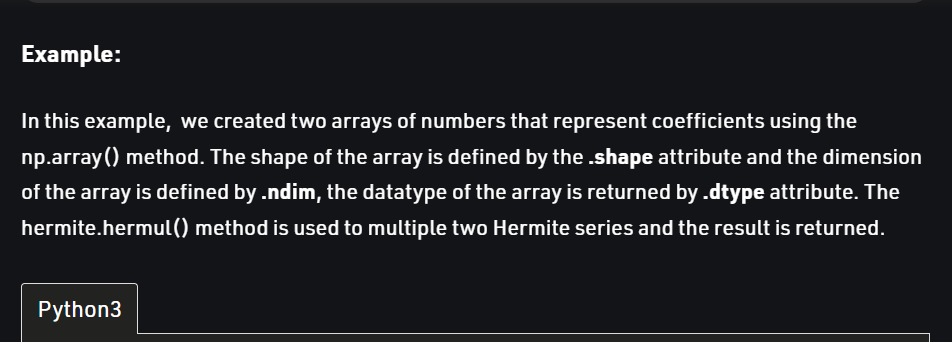 Example:
In this example,  we created two arrays of numbers that represent coefficients using the
np.array() method. The shape of the array is defined by the .shape attribute and the dimension
of the array is defined by .ndim, the datatype of the array is returned by .dtype attribute. The
hermite.hermul() method is used to multiple two Hermite series and the result is returned.
Python3